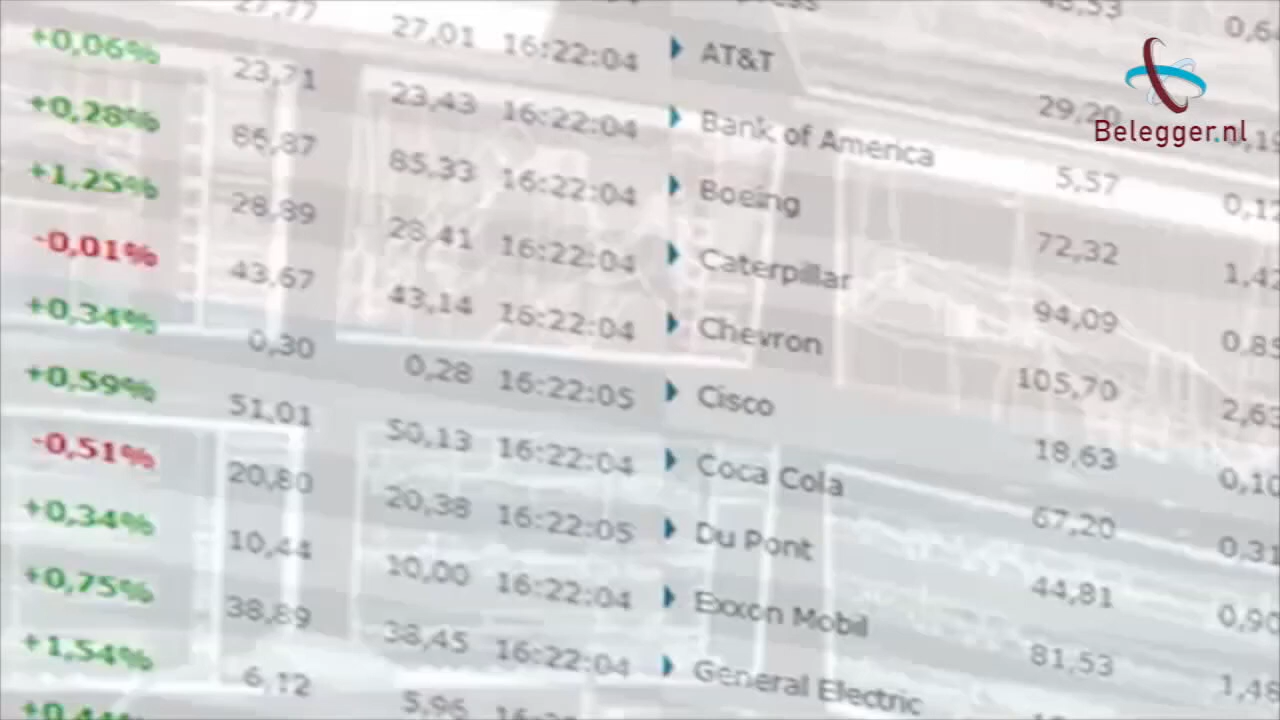 +0,06% 27,77 27,01 16:22:04 AT&T 29,20
+0,28% 23,71 23,43 16:22:04 Bank of America 5,57
+1,25% 86,87 85,33 16:22:04 Boeing 72,32
-0,01% 28,89 28,41 16:22:04 Caterpillar 94,09
+0,34% 43,67 43,14 16:22:04 Chevron 105,70
+0,59% 0,30 0,28 16:22:05 Cisco 18,63
-0,51% 51,01 50,13 16:22:04 Coca Cola 67,20
+0,34% 20,80 20,38 16:22:05 Du Pont 44,81
+0,75% 10,44 10,00 16:22:04 Exxon Mobil 81,53
+1,54% 38,89 38,45 16:22:04 General Electric
6,12 5,96
Belegger.nl